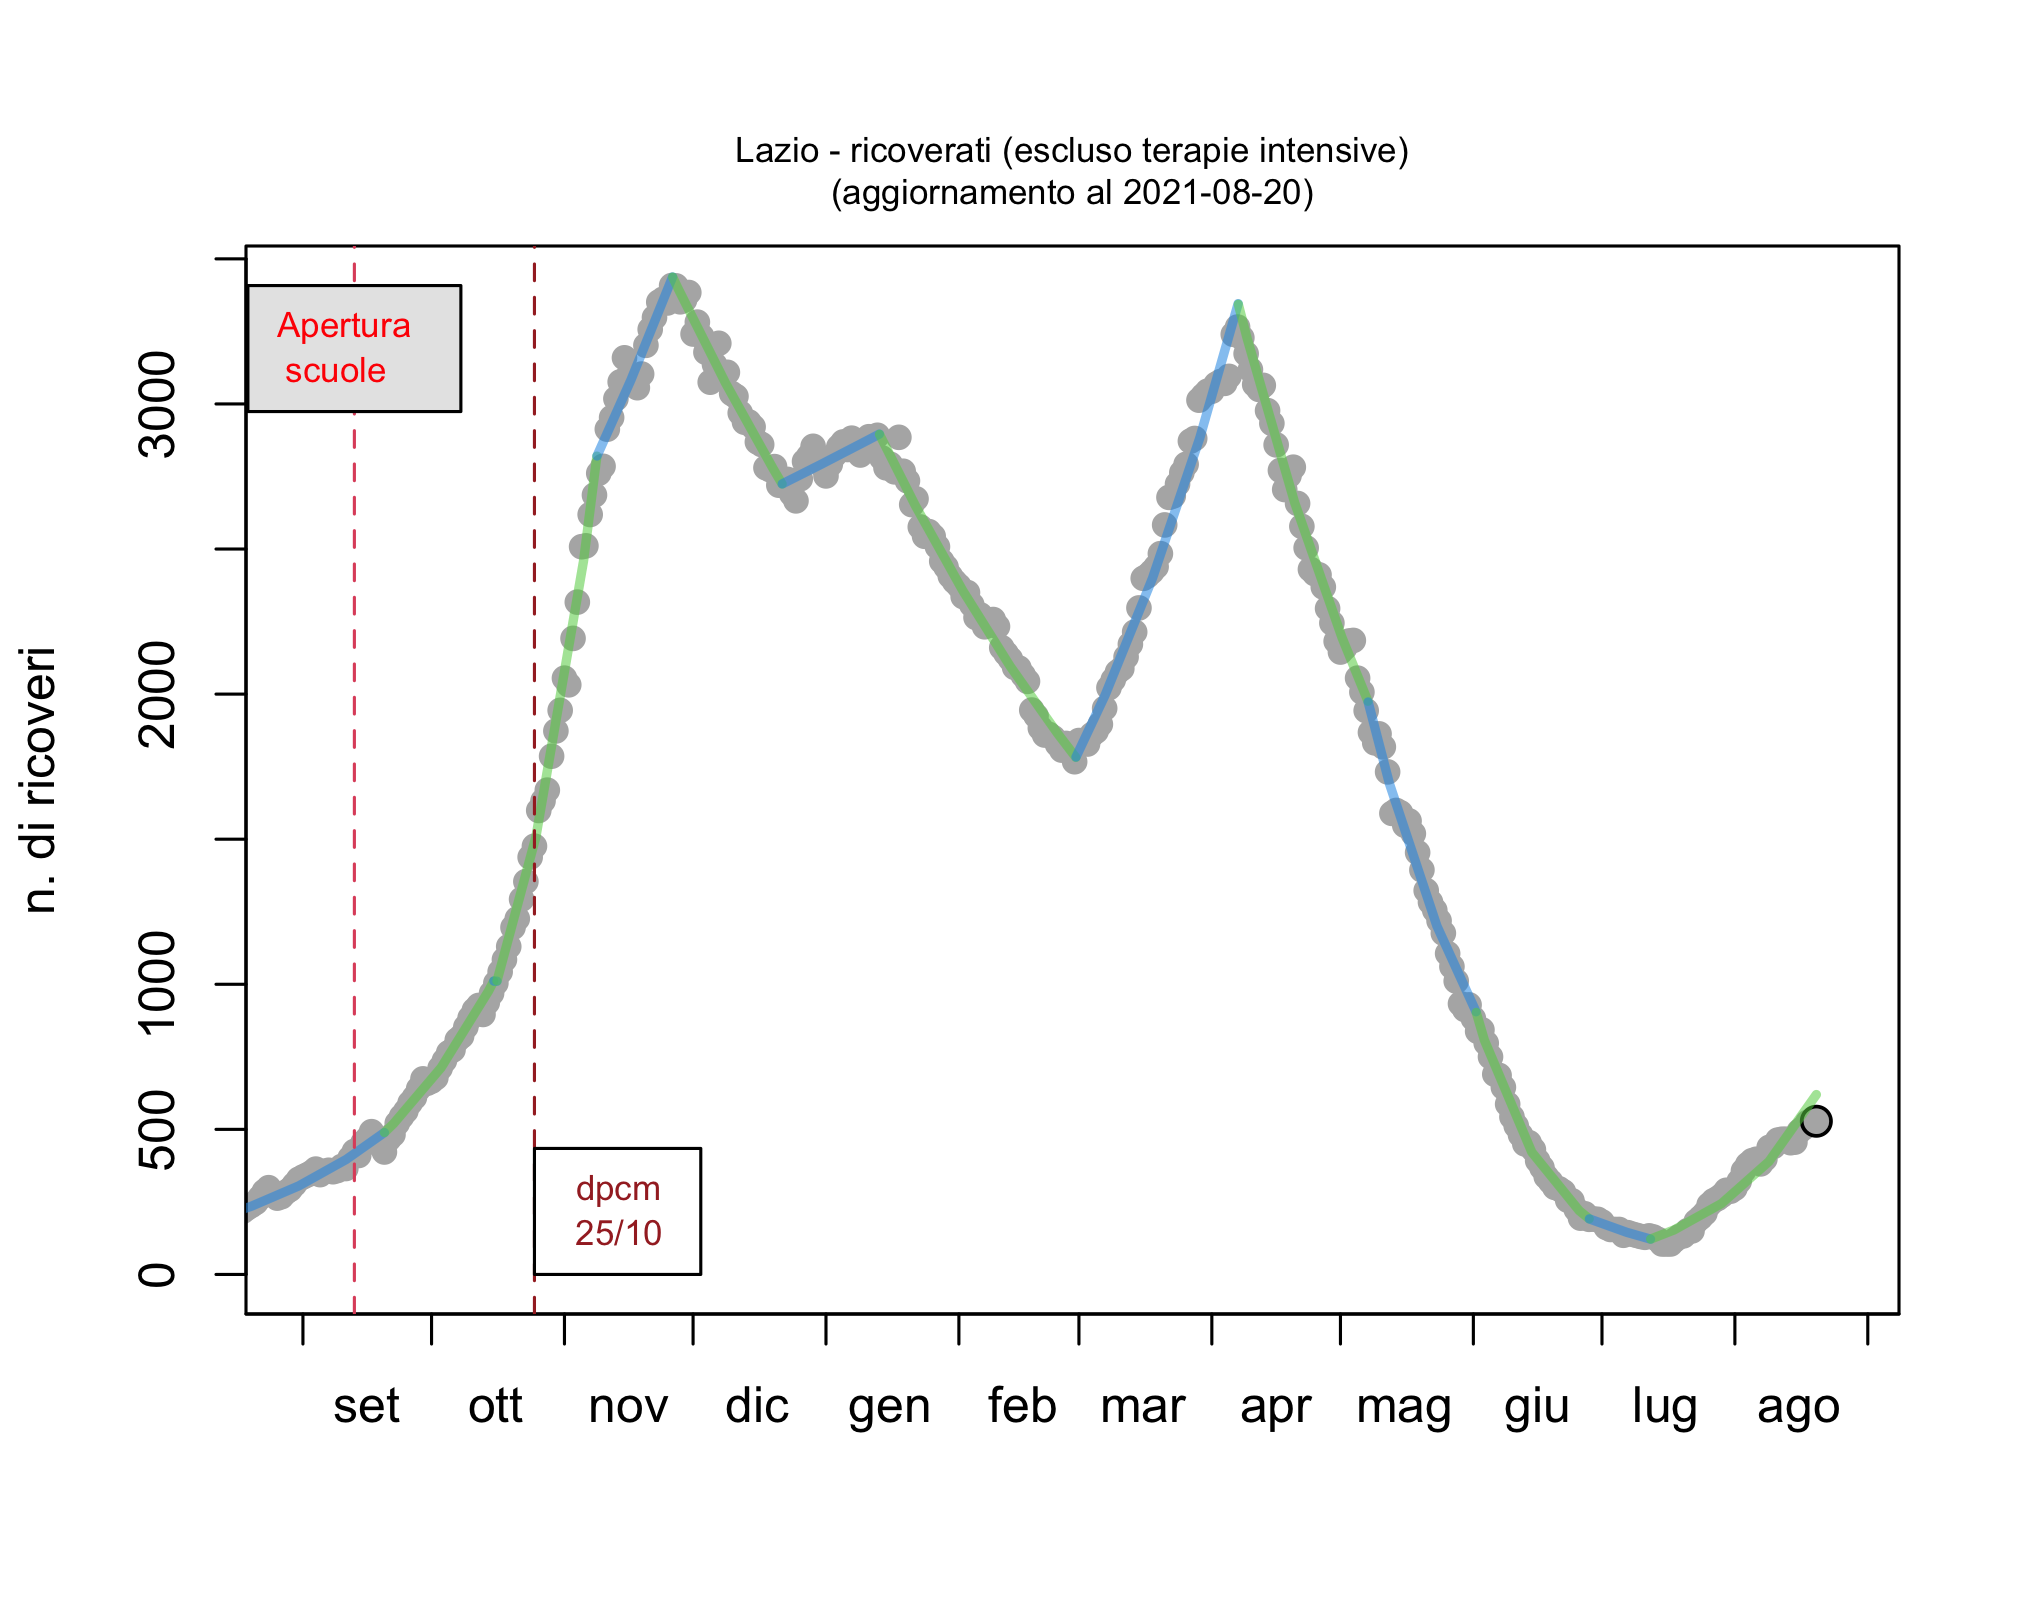 Lazio - ricoverati (escluso terapie intensive)
(aggiornamento al 2021-08-20)
Apertura
scuole
n. di ricoveri
3000
2000
1000
500
0
dpcm
25/10
set ott nov dic gen feb mar apr mag giu lug ago